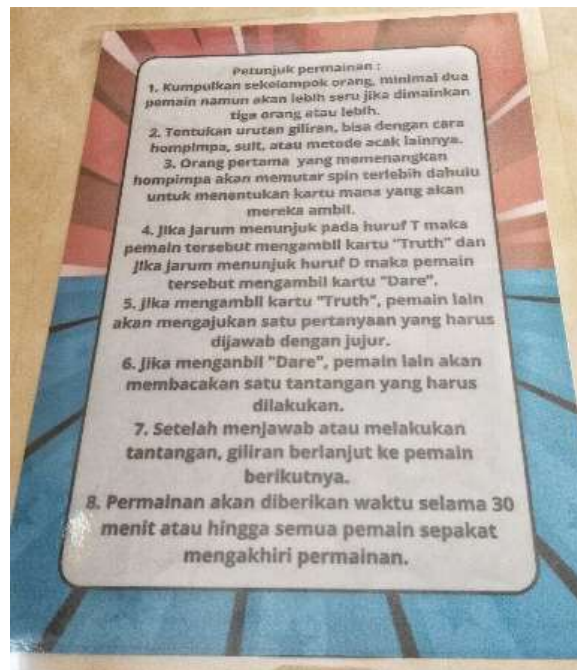 Petunjuk permainan :
1. Kumpulkan sekelompok orang, minimal dua
pemain namun akan lebih seru jika dimainkan
tiga orang atau lebih.
2. Tentukan urutan giliran, bisa dengan cara
hompimpa, suit, atau metode acak lainnya.
3. Orang pertama yang memenangkan
hompimpa akan memutar spin terlebih dahulu
untuk menentukan kartu mana yang akan
mereka ambil.
4. Jika jarum menunjuk pada huruf T maka
pemain tersebut mengambil kartu "Truth" dan
jika jarum menunjuk huruf D maka pemain
tersebut mengambil kartu "Dare".
5. Jika mengambil kartu "Truth", pemain lain
akan mengajukan satu pertanyaan yang harus
dijawab dengan jujur.
6. Jika menganbil "Dare", pemain lain akan
membacakan satu tantangan yang harus
dilakukan.
7. Setelah menjawab atau melakukan
tantangan, giliran berlanjut ke pemain
berikutnya.
8. Permainan akan diberikan waktu selama 30
menit atau hingga semua pemain sepakat
mengakhiri permainan.